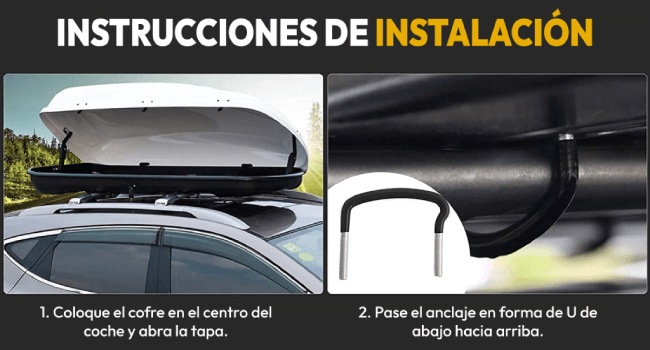 INSTRUCCIONES DE INSTALACIÓN
1. Coloque el cofre en el centro del
coche y abra la tapa.
2. Pase el anclaje en forma de U de
abajo hacia arriba.